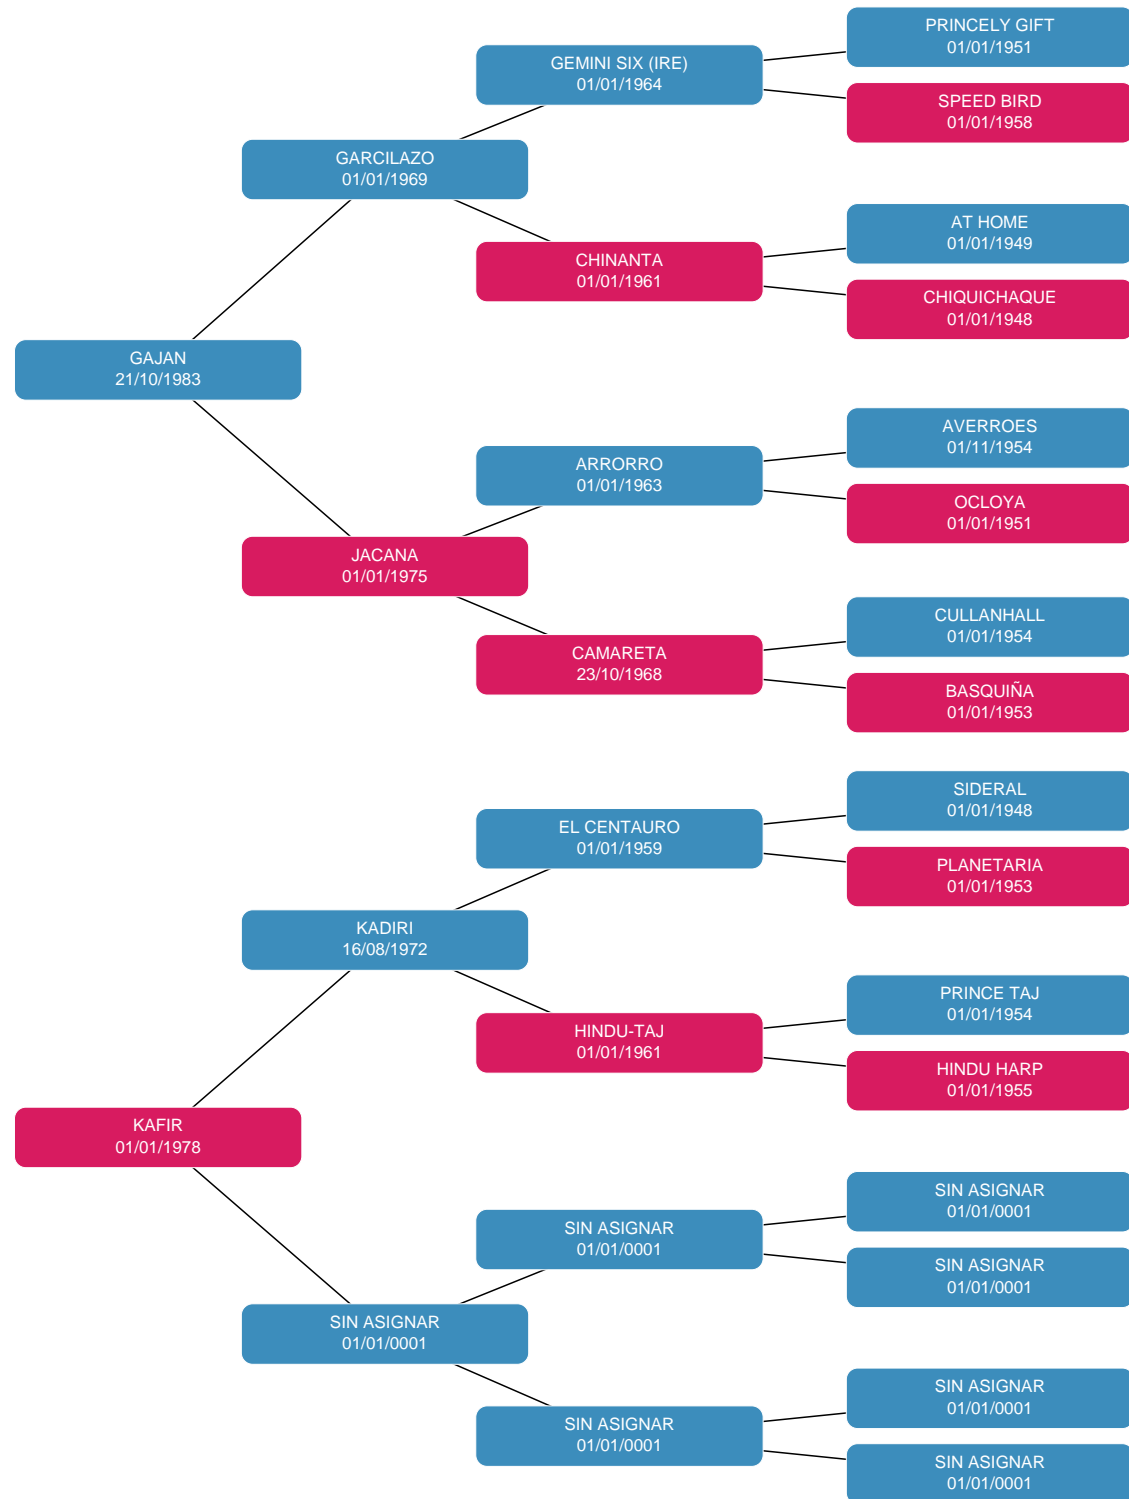 PRINCELY GIFT
01/01/1951
GEMINI SIX (IRE)
01/01/1964
SPEED BIRD
01/01/1958
GARCILAZO
01/01/1969
AT HOME
01/01/1949
CHINANTA
01/01/1961
CHIQUICHAQUE
01/01/1948
GAJAN
21/10/1983
AVERROES
01/11/1954
ARRORRO
01/01/1963
OCLOYA
01/01/1951
JACANA
01/01/1975
CULLANHALL
01/01/1954
CAMARETA
23/10/1968
BASQUIÑA
01/01/1953
SIDERAL
01/01/1948
EL CENTAURO
01/01/1959
PLANETARIA
01/01/1953
KADIRI
16/08/1972
PRINCE TAJ
01/01/1954
HINDU-TAJ
01/01/1961
HINDU HARP
01/01/1955
KAFIR
01/01/1978
SIN ASIGNAR
01/01/0001
SIN ASIGNAR
01/01/0001
SIN ASIGNAR
01/01/0001
SIN ASIGNAR
01/01/0001
SIN ASIGNAR
01/01/0001
SIN ASIGNAR
01/01/0001
SIN ASIGNAR
01/01/0001